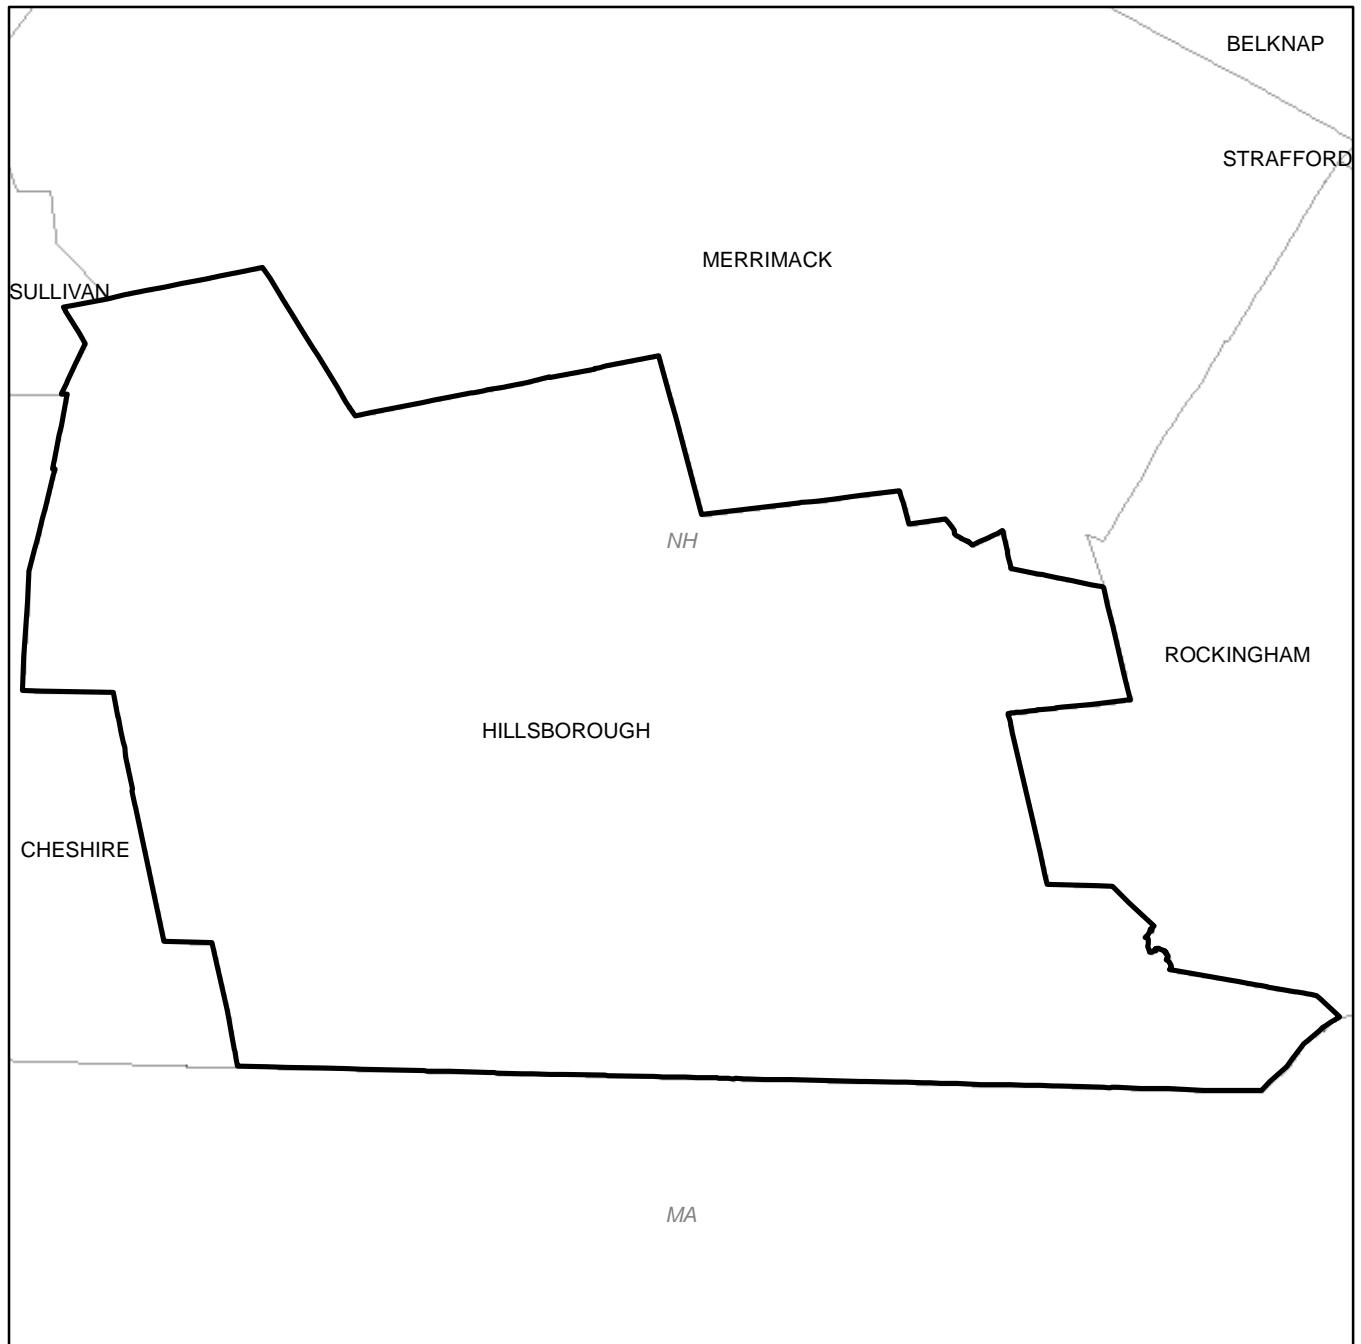 BELKNAP
STRAFFORD
MERRIMACK
SULLIVAN
NH
ROCKINGHAM
HILLSBOROUGH
CHESHIRE
MA